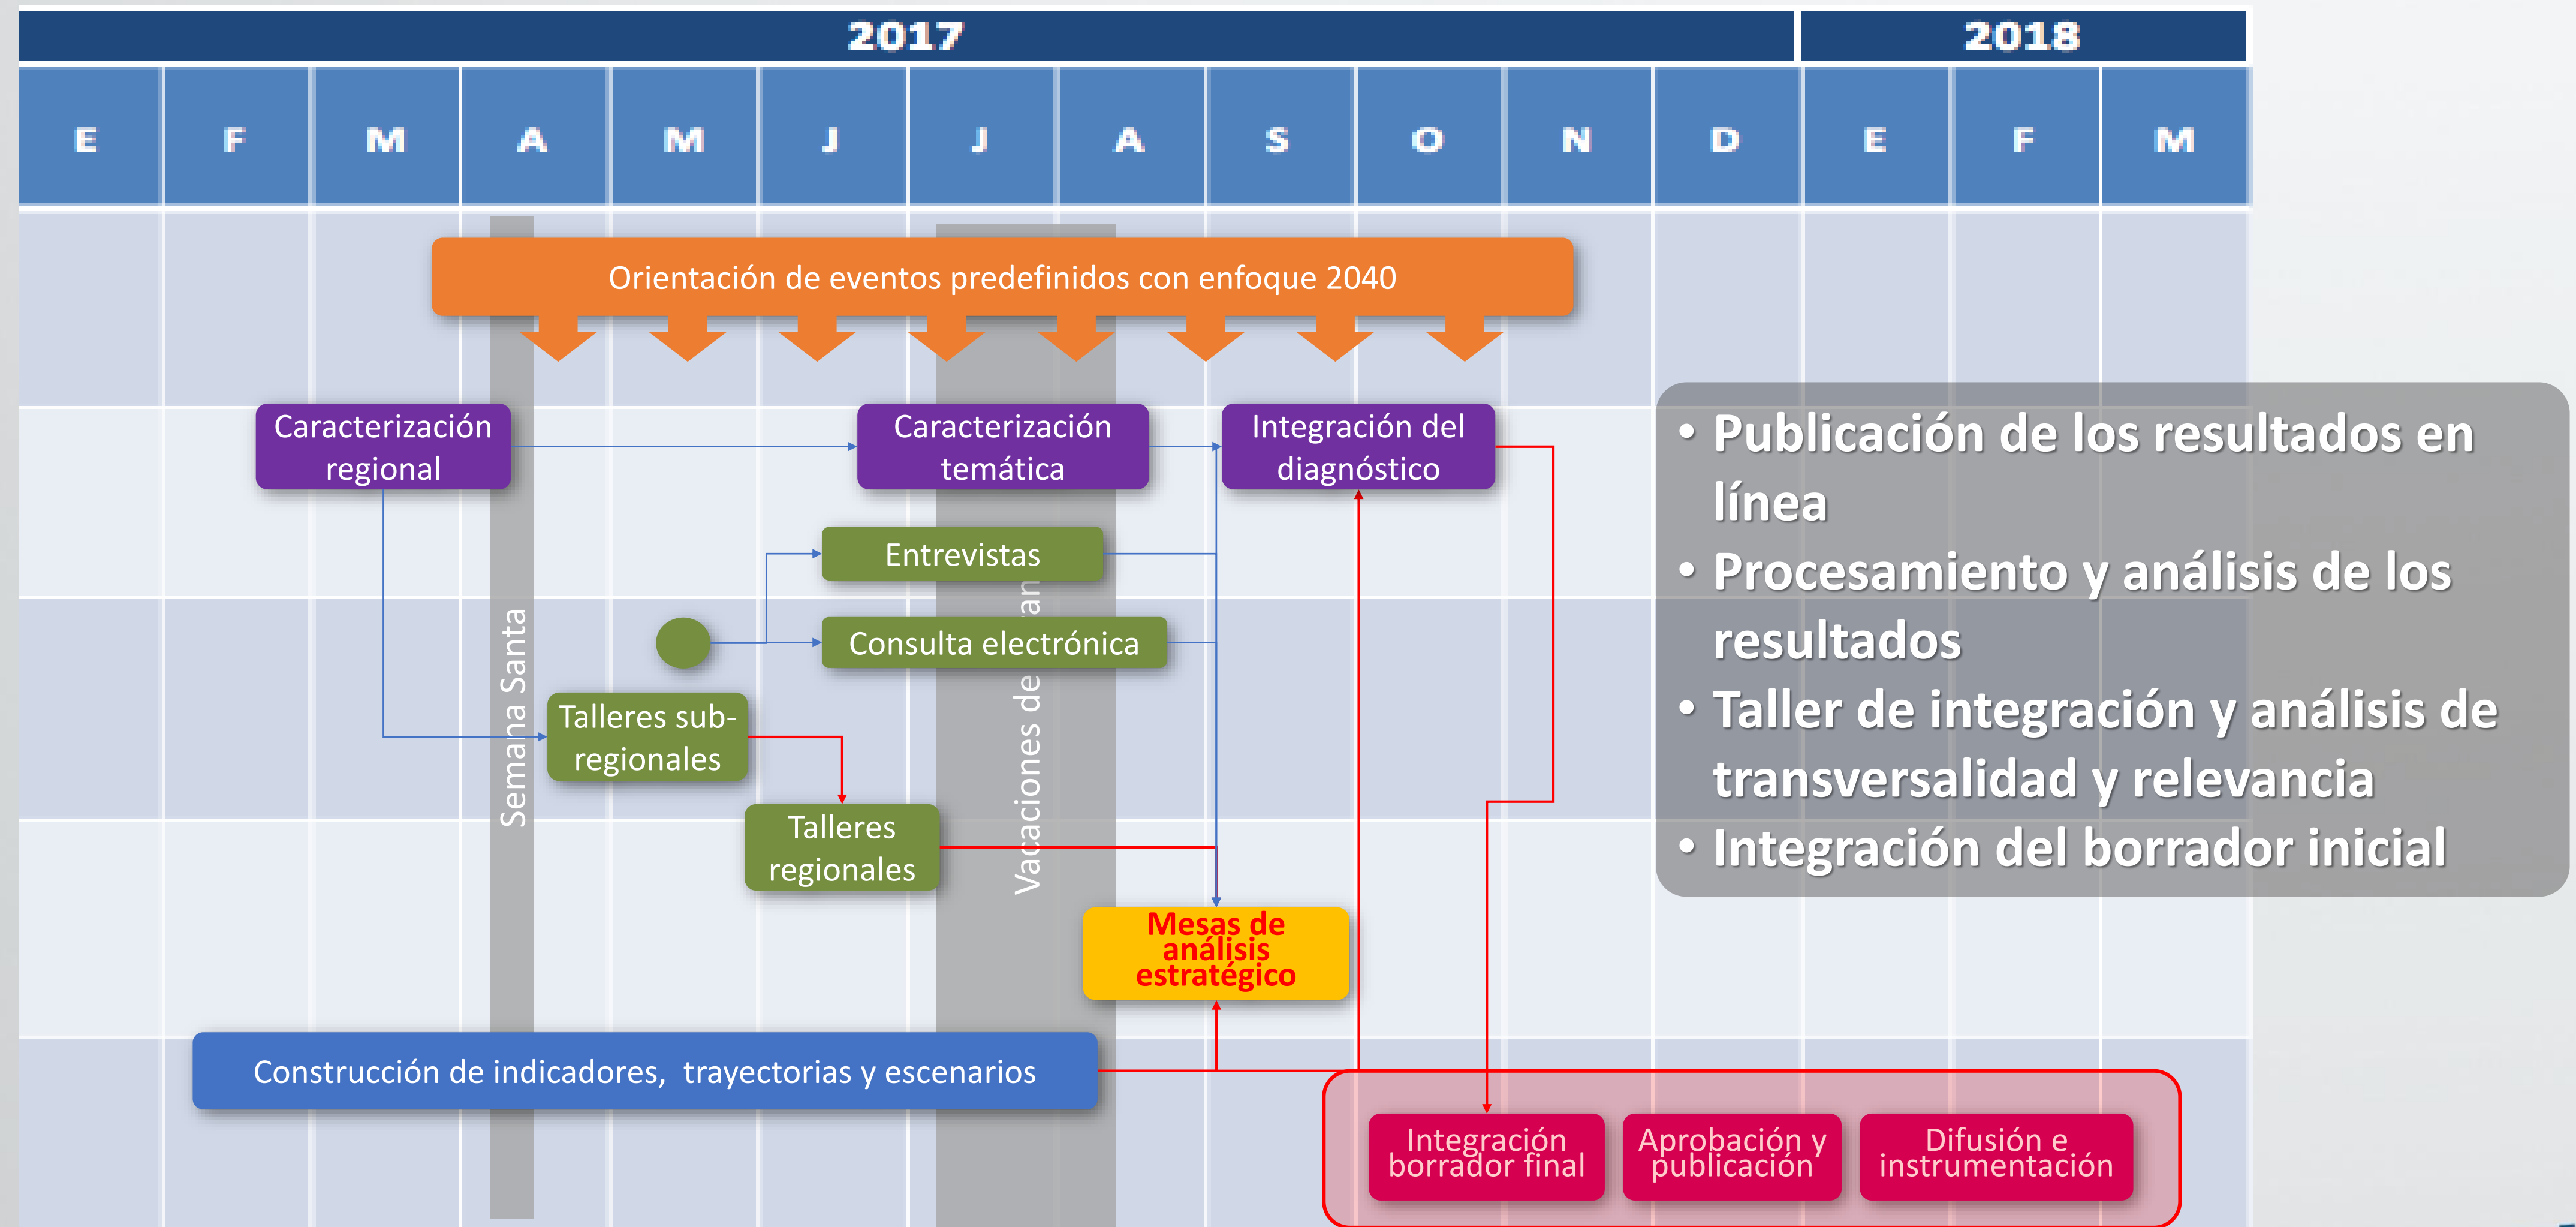 2017
2018
E F M A M J J A S O N D E F M
Orientación de eventos predefinidos con enfoque 2040
Caracterización
regional
Caracterización
temática
Integración del
diagnóstico
Entrevistas
Consulta electrónica
Semana Santa
Vacaciones de
Talleres sub-
regionales
Talleres
regionales
Mesas de
análisis
estratégico
Construcción de indicadores, trayectorias y escenarios
Integración
borrador final
Aprobación y
publicación
Difusión e
instrumentación
• Publicación de los resultados en
línea
• Procesamiento y análisis de los
resultados
• Taller de integración y análisis de
transversalidad y relevancia
• Integración del borrador inicial